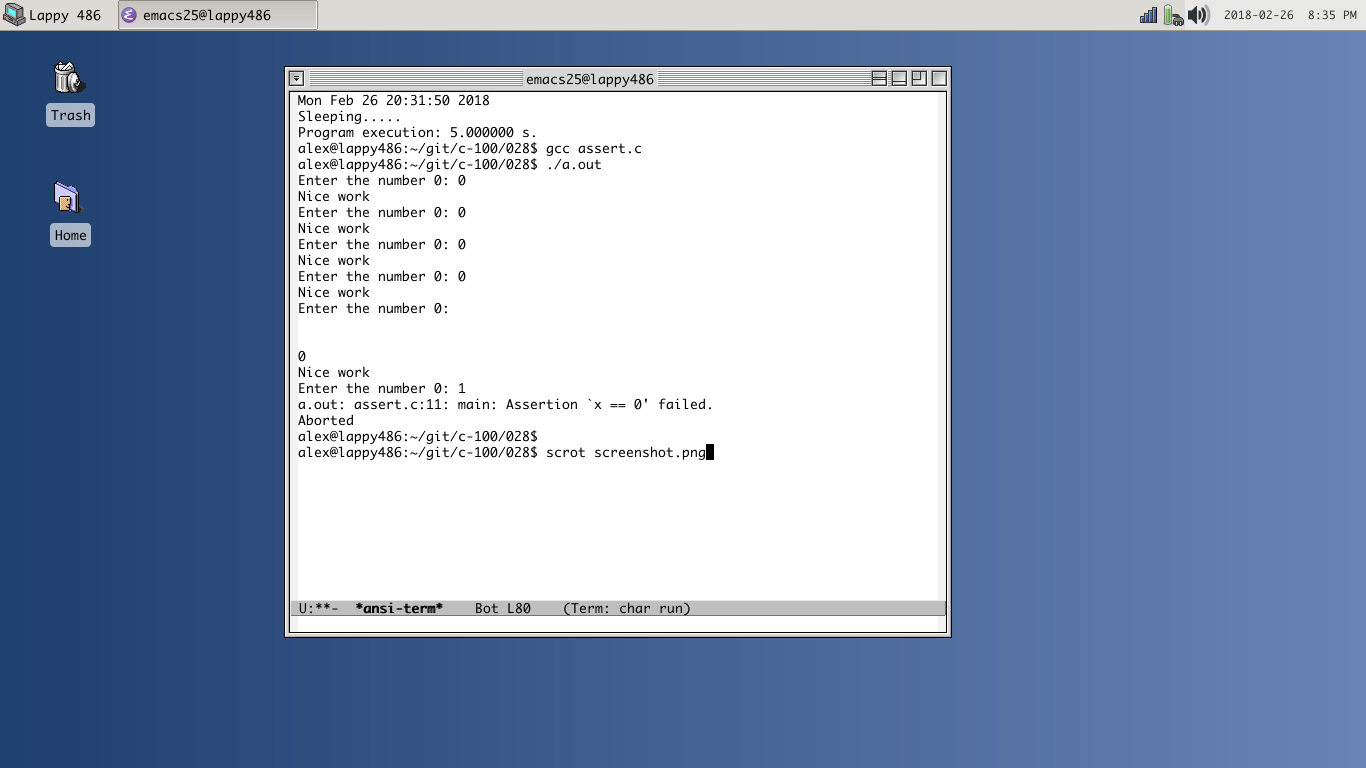 Lappy 486
emacs25@lappy486
2018-02-26 8:35 PM
Trash
Home
emacs25@lappy486
Mon Feb 26 20:31:50 2018
Sleeping.....
Program execution: 5.000000 s.
alex@lappy486:~/git/c-100/028$ gcc assert.c
alex@lappy486:~/git/c-100/028$ ./a.out
Enter the number 0: 0
Nice work
Enter the number 0: 0
Nice work
Enter the number 0: 0
Nice work
Enter the number 0: 0
Nice work
Enter the number 0:
0
Nice work
Enter the number 0: 1
a.out: assert.c:11: main: Assertion `x == 0' failed.
Aborted
alex@lappy486:~/git/c-100/028$
alex@lappy486:~/git/c-100/028$ scrot screenshot.png
U:**-  *ansi-term*    Bot L80    (Term: char run)